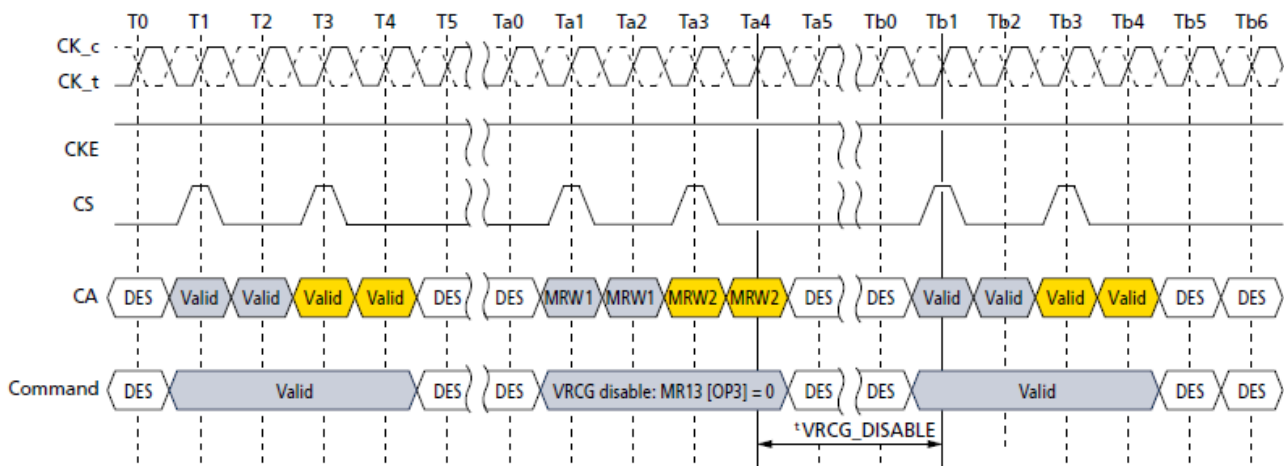 T0 T1 T2 T3 T4 T5 Ta0 Ta1 Ta2 Ta3 Ta4 Ta5 Tb0 Tb1 Tb2 Tb3 Tb4 Tb5 Tb6
CK_c
CK_t
CKE
CS
CA DES Valid Valid Valid Valid DES DES MRW1 MRW1 MRW2 MRW2 DES DES Valid Valid Valid Valid DES DES
Command DES Valid DES DES VRCG disable: MR13 [OP3] = 0 DES DES Valid DES DES
tVRCG_DISABLE